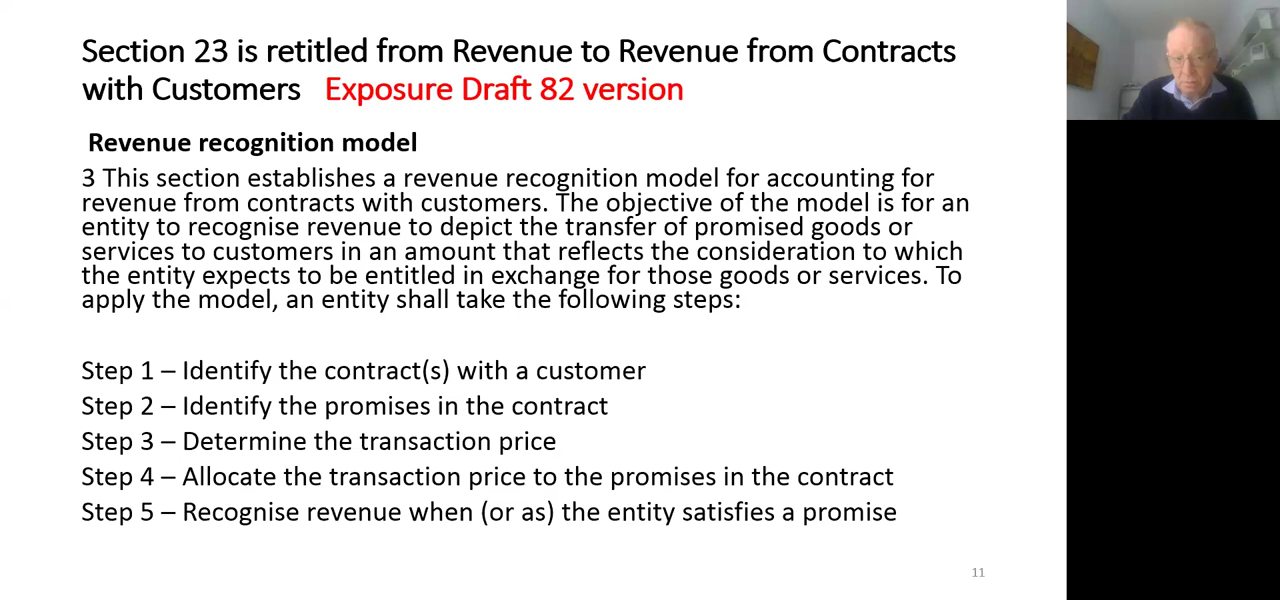 Section 23 is retitled from Revenue to Revenue from Contracts
with Customers Exposure Draft 82 version
Revenue recognition model
3 This section establishes a revenue recognition model for accounting for
revenue from contracts with customers. The objective of the model is for an
entity to recognise revenue to depict the transfer of promised goods or
services to customers in an amount that reflects the consideration to which
the entity expects to be entitled in exchange for those goods or services. To
apply the model, an entity shall take the following steps:
Step 1 – Identify the contract(s) with a customer
Step 2 – Identify the promises in the contract
Step 3 – Determine the transaction price
Step 4 – Allocate the transaction price to the promises in the contract
Step 5 – Recognise revenue when (or as) the entity satisfies a promise
11